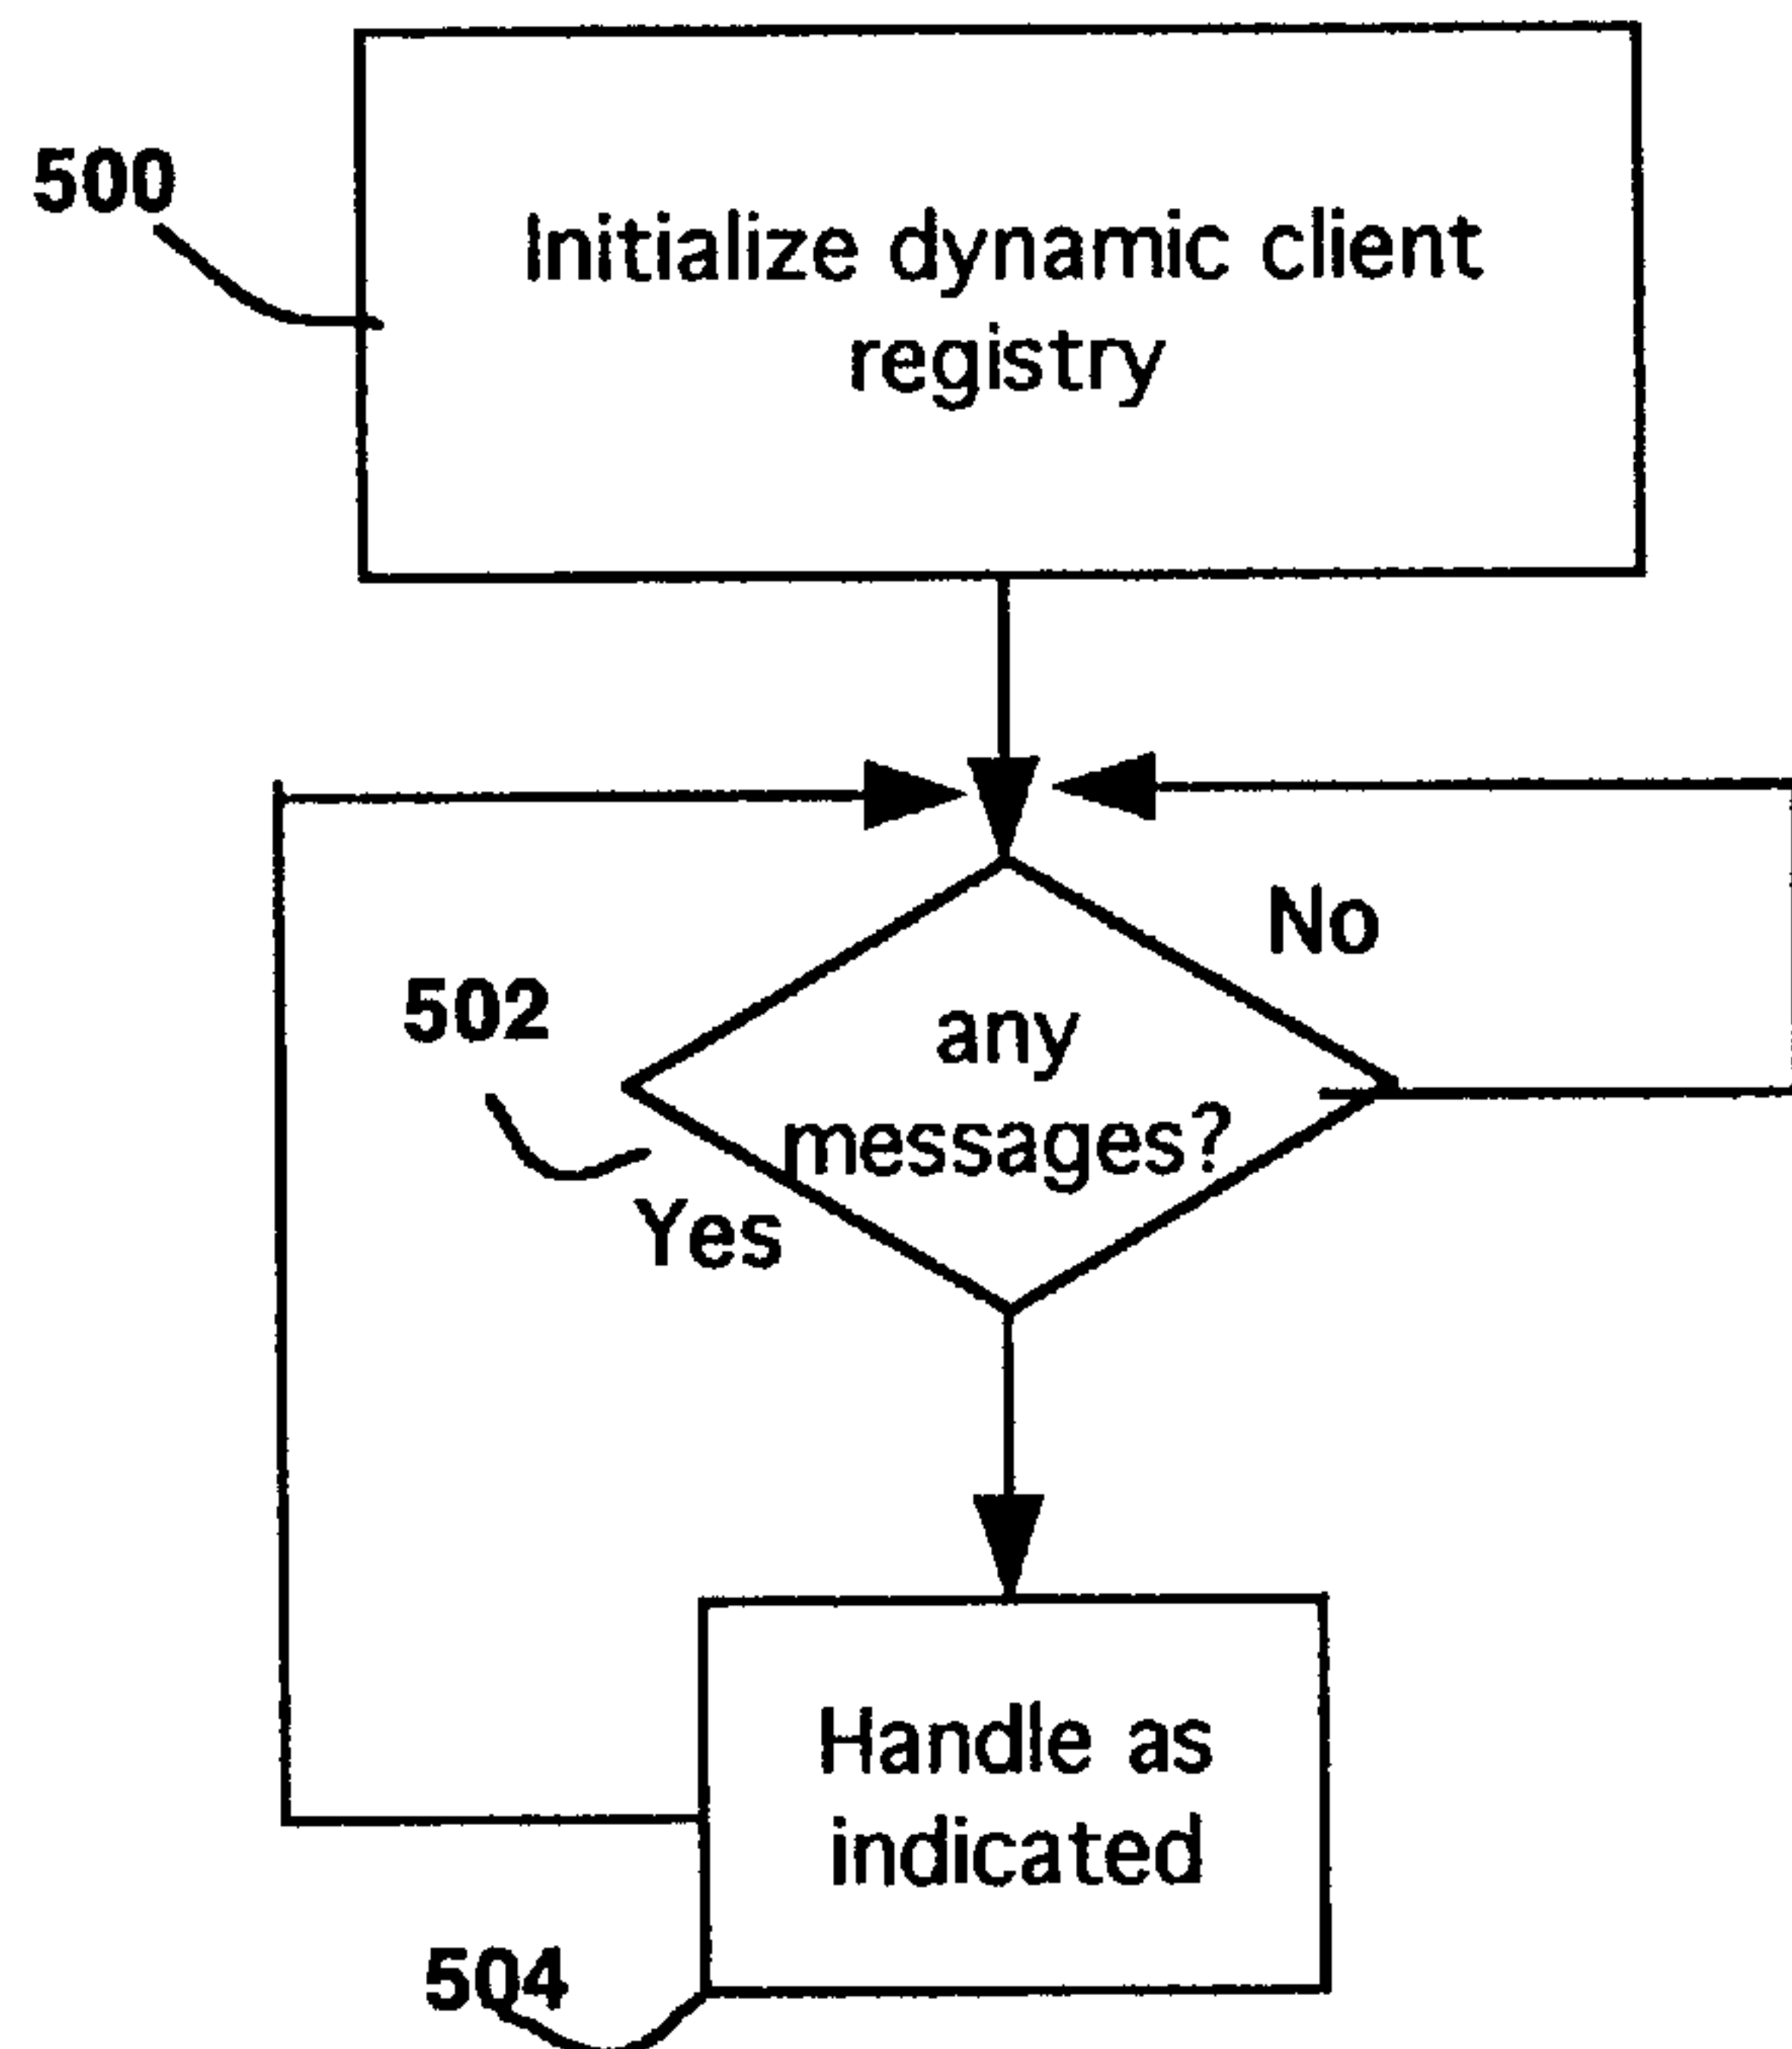 500
Initialize dynamic client
registry
No
502
any
messages?
Yes
Handle as
indicated
504